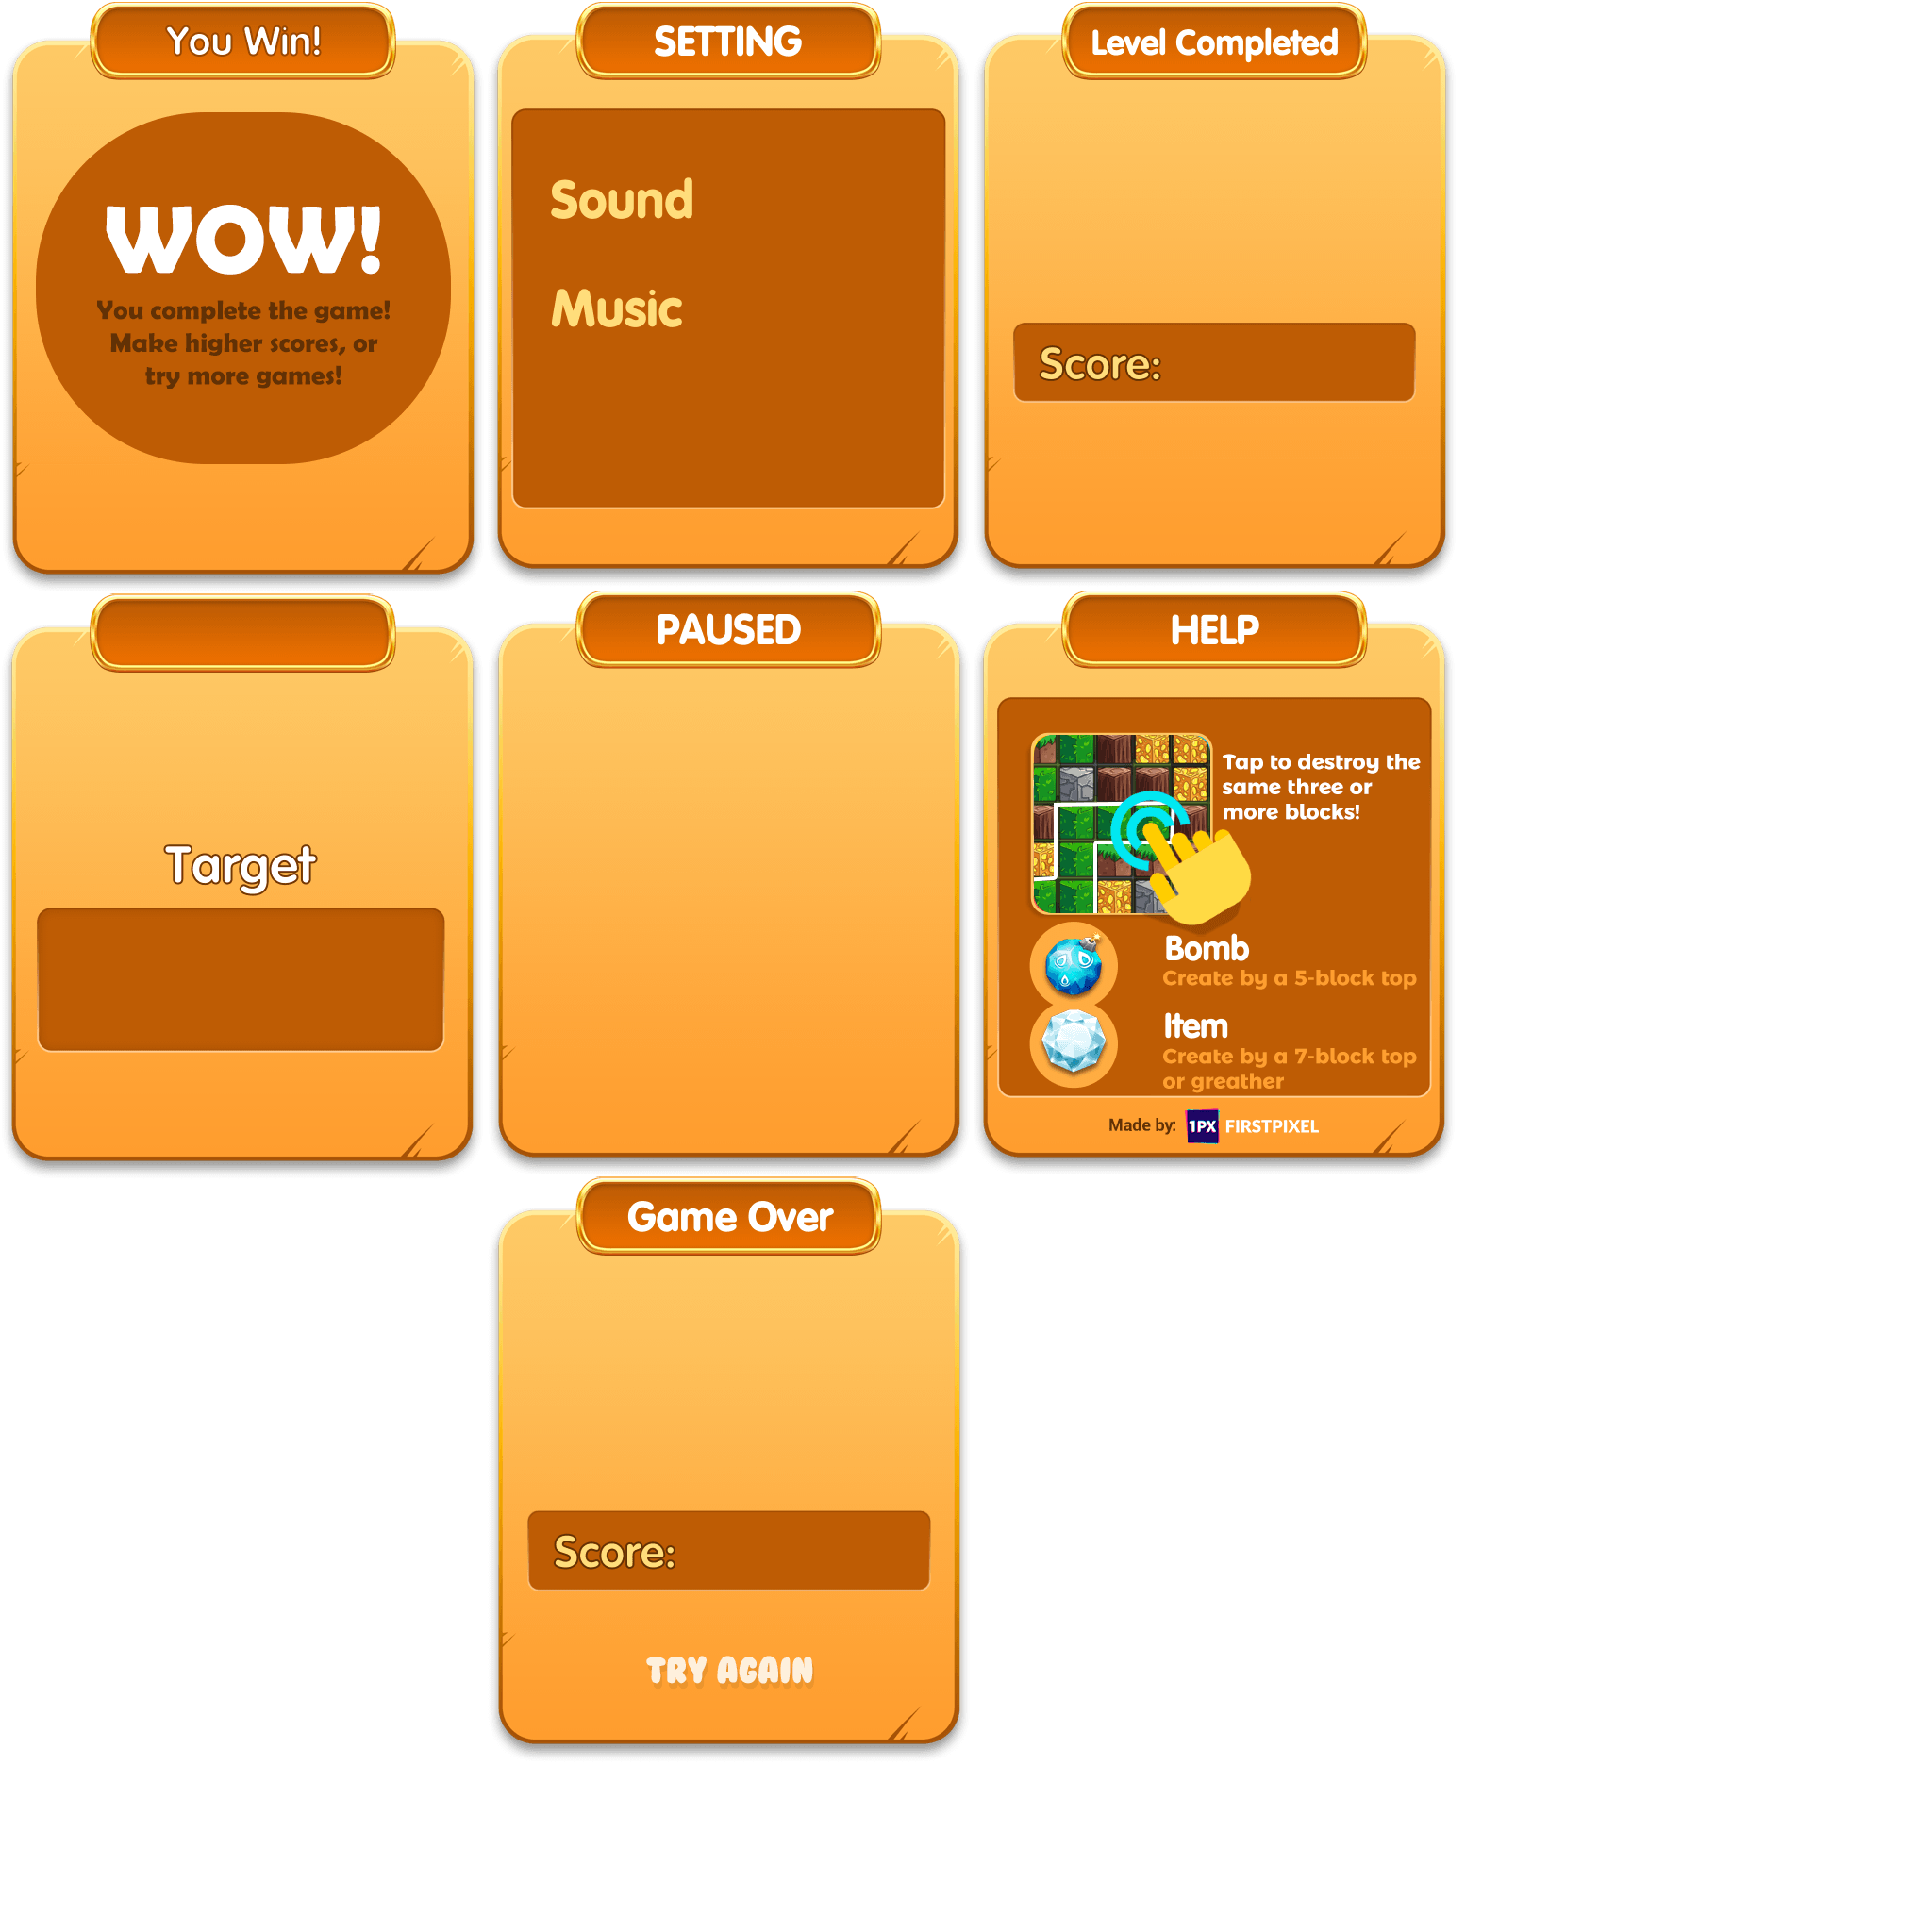 You Win!
WOW!
You complete the game!
Make higher scores, or
try more games!
SETTING
Sound
Music
Level Completed
Score:
Target
PAUSED
HELP
Tap to destroy the
same three or
more blocks!
Bomb
Create by a 5-block top
Item
Create by a 7-block top
or greather
Made by: 1PX FIRSTPIXEL
Game Over
Score:
TRY AGAIN